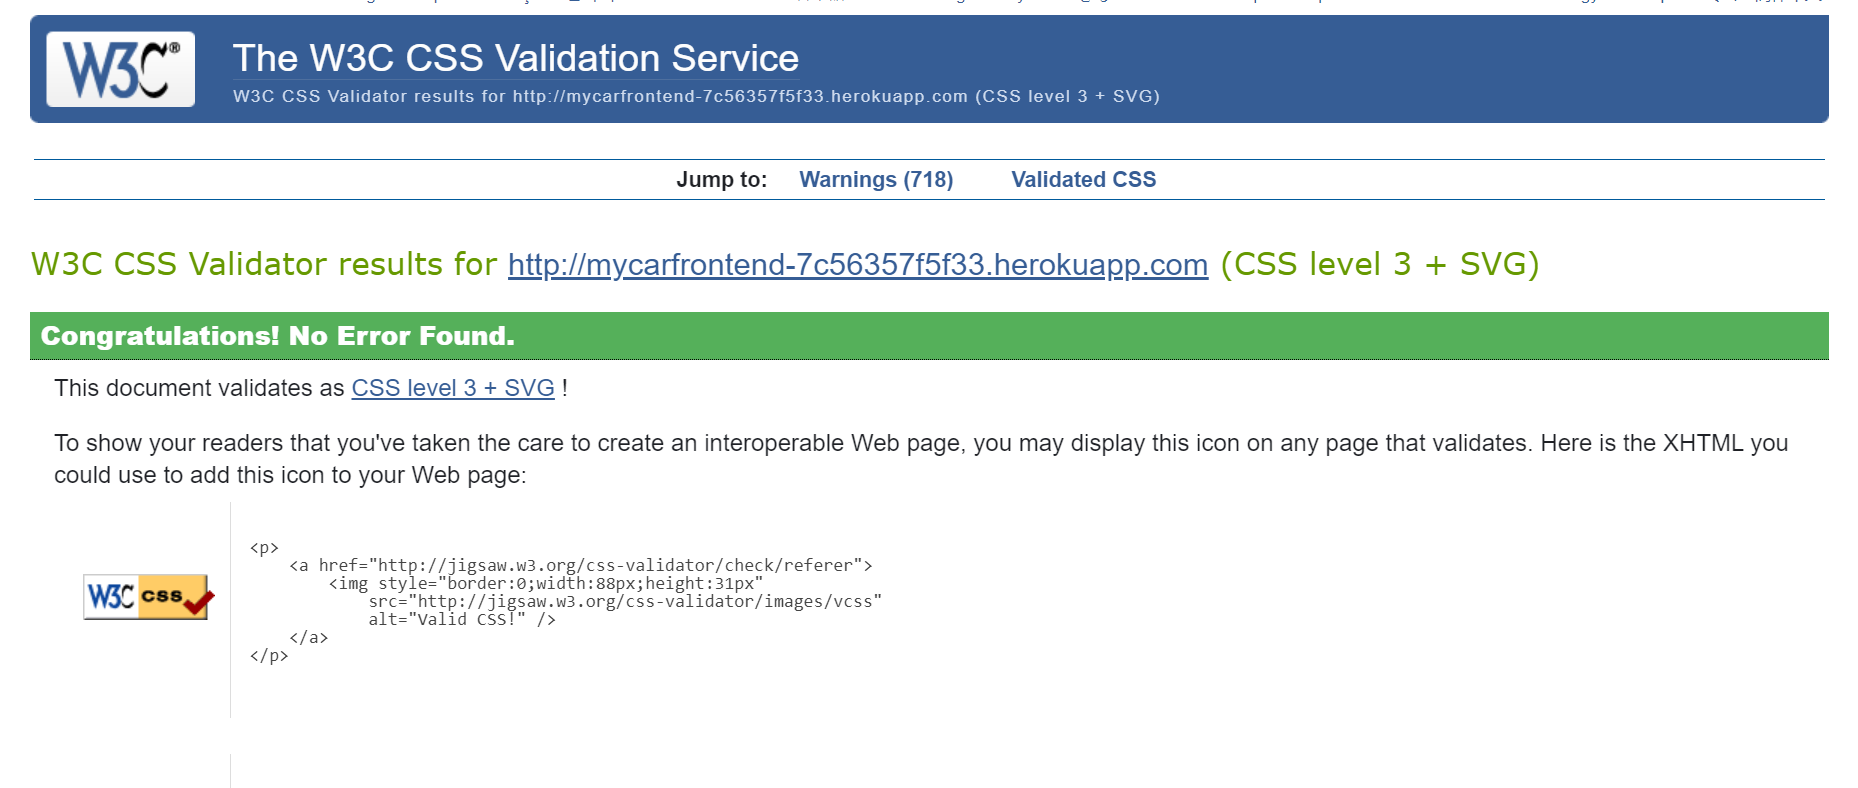 W3C®
The W3C CSS Validation Service
W3C CSS Validator results for http://mycarfrontend-7c56357f5f33.herokuapp.com (CSS level 3 + SVG)
Jump to: Warnings (718) Validated CSS
W3C CSS Validator results for http://mycarfrontend-7c56357f5f33.herokuapp.com (CSS level 3 + SVG)
Congratulations! No Error Found.
This document validates as CSS level 3 + SVG !
To show your readers that you've taken the care to create an interoperable Web page, you may display this icon on any page that validates. Here is the XHTML you
could use to add this icon to your Web page:
<p>
<a href="http://jigsaw.w3.org/css-validator/check/referer">
<img style="border:0;width:88px;height:31px"
src="http://jigsaw.w3.org/css-validator/images/vcss"
alt="Valid CSS!" />
</a>
</p>
W3C css